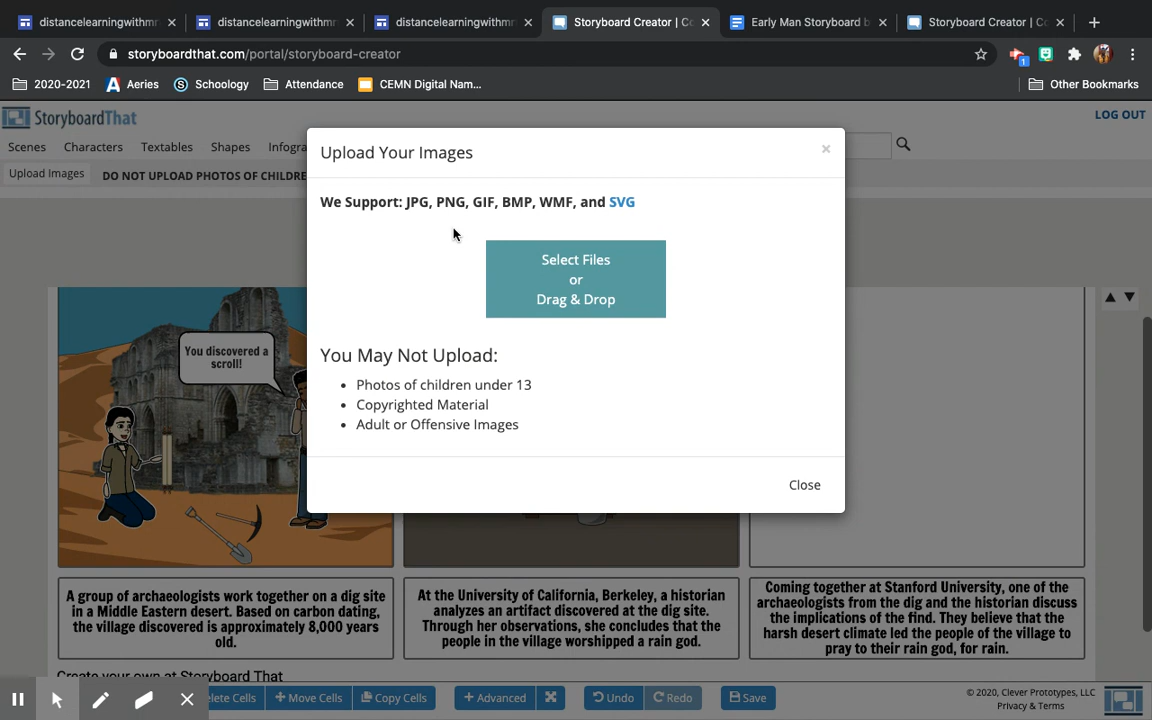 distancelearningwithmr
distancelearningwithmr
distancelearningwithm
Storyboard Creator | Co
Early Man Storyboard b
Storyboard Creator | Co
storyboardthat.com/portal/storyboard-creator
1
2020-2021
Aeries
Schoology
Attendance
CEMN Digital Nam...
Other Bookmarks
StoryboardThat
LOG OUT
Scenes
Characters
Textables
Shapes
Infogra
Upload Images
DO NOT UPLOAD PHOTOS OF CHILDRE
Upload Your Images
×
We Support: JPG, PNG, GIF, BMP, WMF, and SVG
Select Files
or
Drag & Drop
You May Not Upload:
• Photos of children under 13
• Copyrighted Material
• Adult or Offensive Images
Close
You discovered a
scroll!
A group of archaeologists work together on a dig site
in a Middle Eastern desert. Based on carbon dating,
the village discovered is approximately 8,000 years
old.
At the University of California, Berkeley, a historian
analyzes an artifact discovered at the dig site.
Through her observations, she concludes that the
people in the village worshipped a rain god.
Coming together at Stanford University, one of the
archaeologists from the dig and the historian discuss
the implications of the find. They believe that the
harsh desert climate led the people of the village to
pray to their rain god, for rain.
Create your own at Storyboard That
elete Cells
Move Cells
Copy Cells
+ Advanced
Undo
Redo
Save
© 2020, Clever Prototypes, LLC
Privacy & Terms